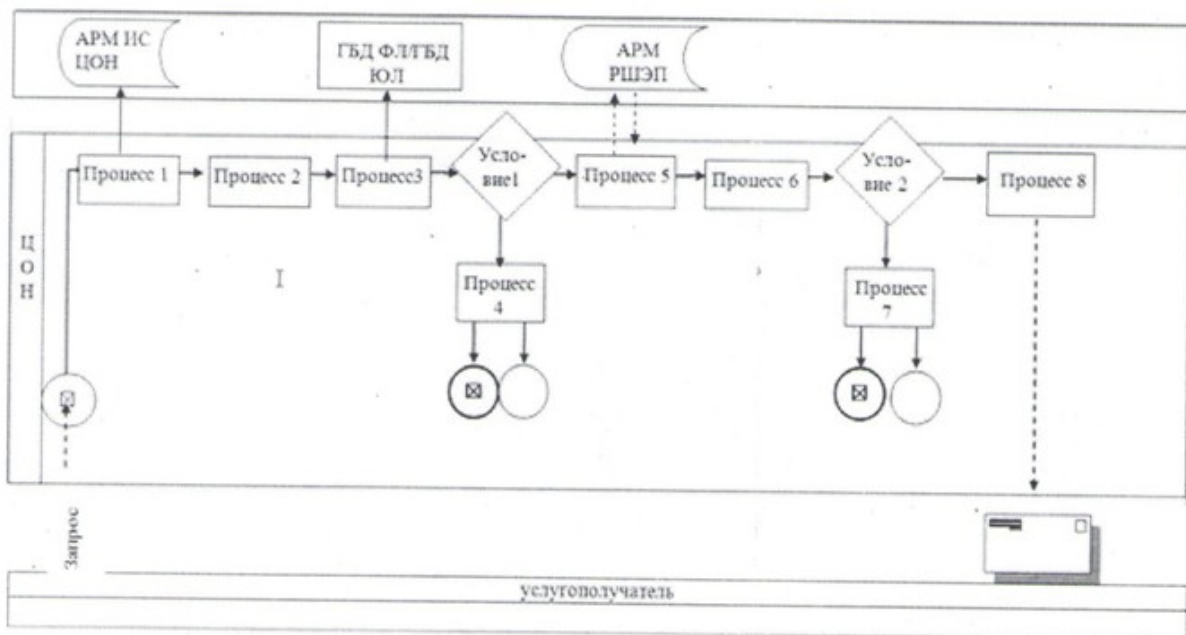 АРМ ИС
ЦОН
ГБД ФЛ/ГБД
ЮЛ
АРМ
РШЭП
Процесс 1
Процесс 2
Процесс3
Усло-
вие1
Процесс 5
Процесс 6
Усло-
вие 2
Процесс 8
Ц
О
Н
Процесс
4
Процесс
7
Запрос
услугополучатель